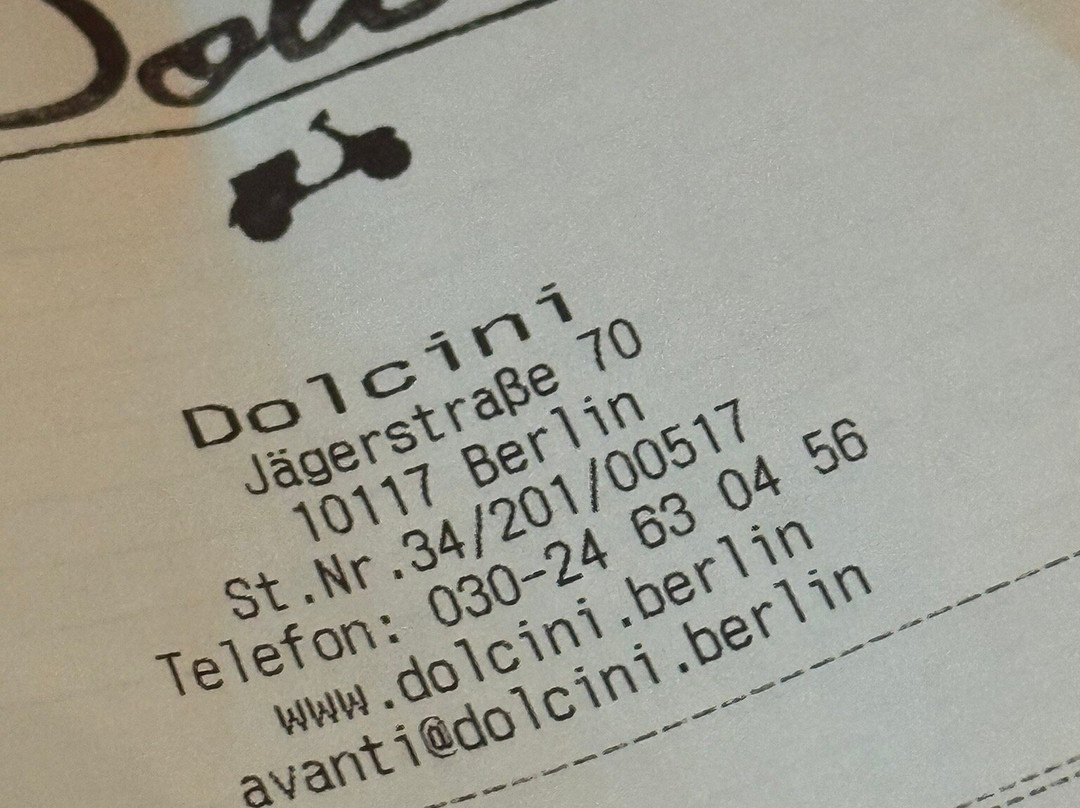 Dolcini
Jägerstraße 70
10117 Berlin
St.Nr.34/201/00517
Telefon: 030-24 63 04 56
www.dolcini.berlin
avanti@dolcini.berlin